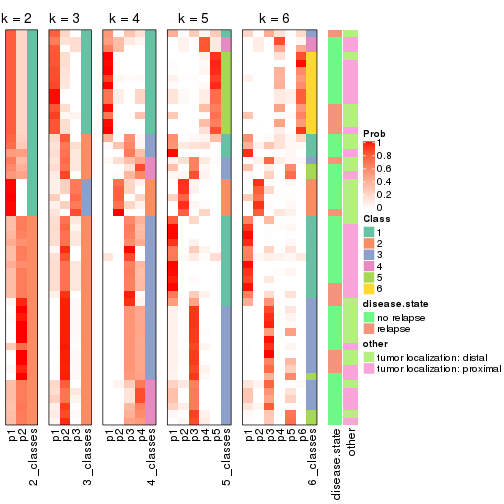 k = 2
k = 3
k = 4
k = 5
k = 6
Prob
1
0.8
0.6
0.4
0.2
0
Class
1
2
3
4
5
6
disease.state
no relapse
relapse
other
tumor localization: distal
tumor localization: proximal
p1
p2
2_classes
p1
p2
p3
3_classes
p1
p2
p3
p4
4_classes
p1
p2
p3
p4
p5
5_classes
p1
p2
p3
p4
p5
p6
6_classes
disease.state
other